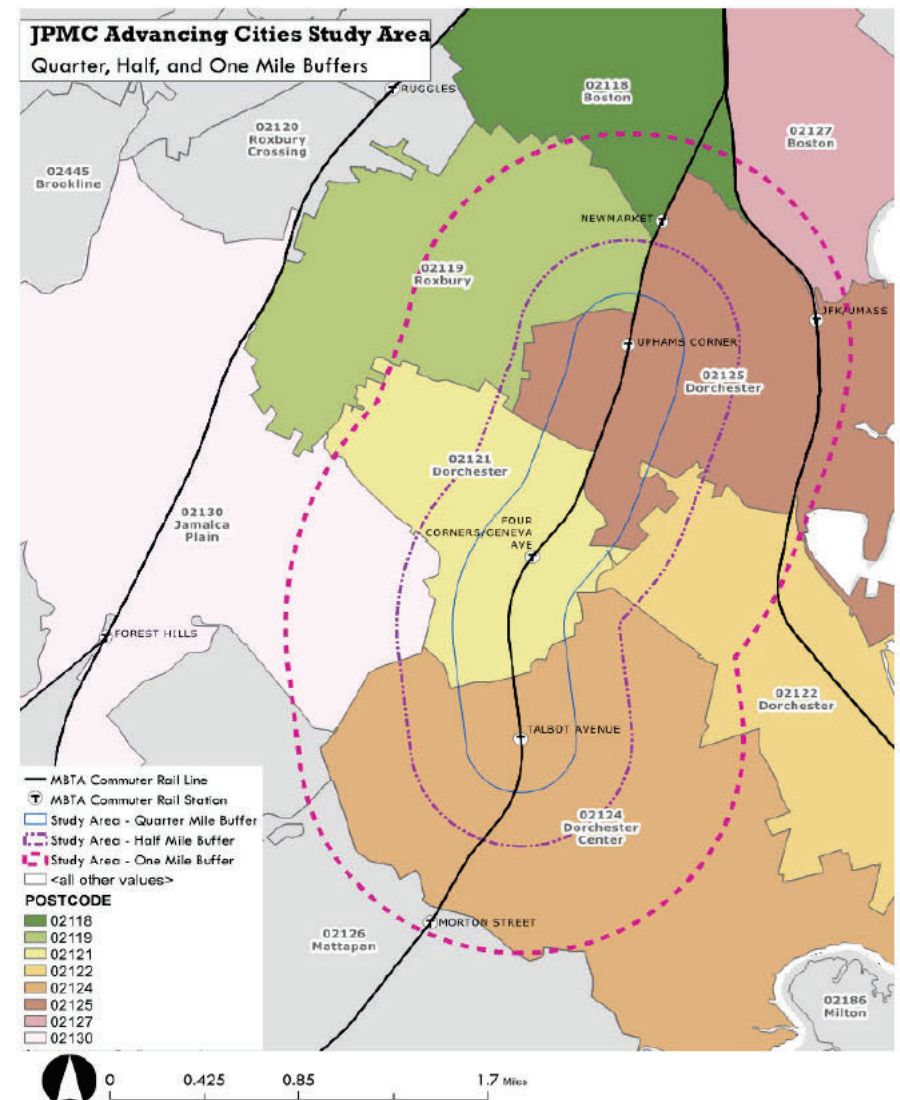 JPMC Advancing Cities Study Area
Quarter, Half, and One Mile Buffers
RUGGLES
02118
Boston
02120
Roxbury
Crossing
02127
Boston
02445
Brookline
NEWMARKET
02119
Roxbury
JFK/UMASS
UPHAMS CORNER
02125
Dorchester
02121
Dorchester
02130
Jamaica
Plain
FOUR
CORNERS/GENEVA
AVE
FOREST HILLS
02122
Dorchester
TALBOT AVENUE
02124
Dorchester
Center
MORTON STREET
02126
Mattapan
02186
Milton
MBTA Commuter Rail Line
T MBTA Commuter Rail Station
Study Area - Quarter Mile Buffer
Study Area - Half Mile Buffer
Study Area - One Mile Buffer
<all other values>
POSTCODE
02118
02119
02121
02122
02124
02125
02127
02130
0 0.425 0.85 1.7 Miles